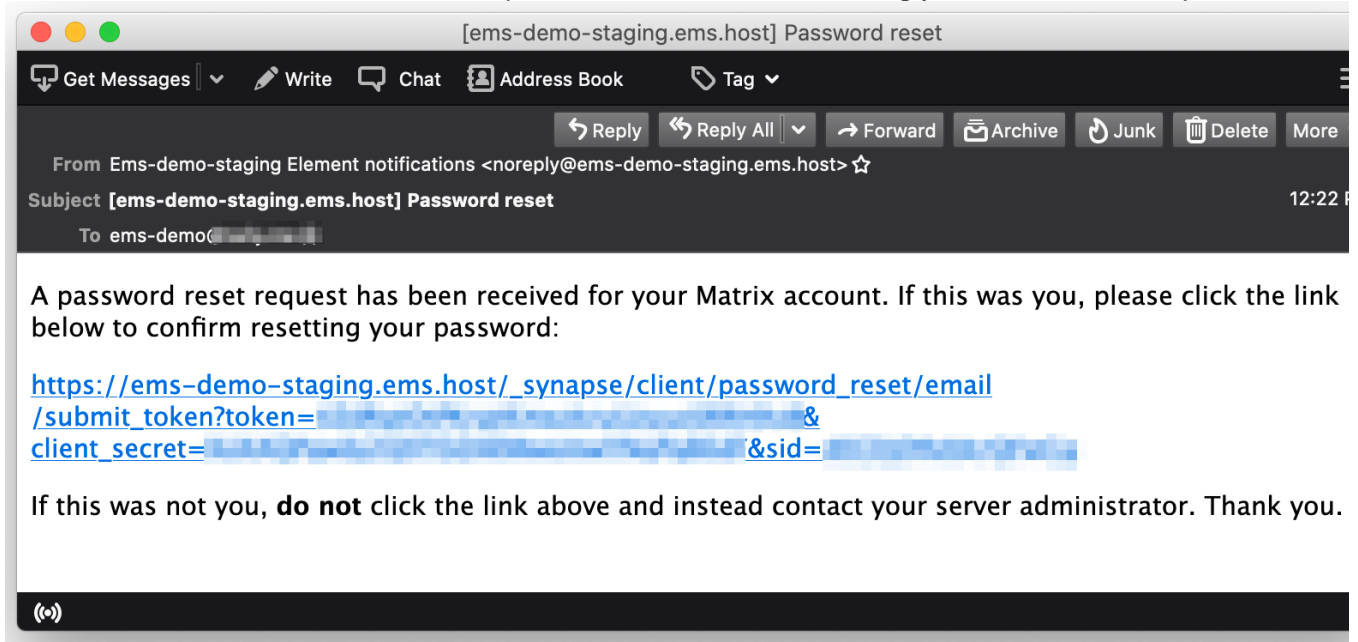 [ems-demo-staging.ems.host] Password reset
Get Messages Write Chat Address Book Tag
Reply Reply All Forward Archive Junk Delete More
From Ems-demo-staging Element notifications <noreply@ems-demo-staging.ems.host>
Subject [ems-demo-staging.ems.host] Password reset 12:22
To ems-demo
A password reset request has been received for your Matrix account. If this was you, please click the link
below to confirm resetting your password:
https://ems-demo-staging.ems.host/_synapse/client/password_reset/email
/submit_token?token= &
client_secret= &sid=
If this was not you, do not click the link above and instead contact your server administrator. Thank you.